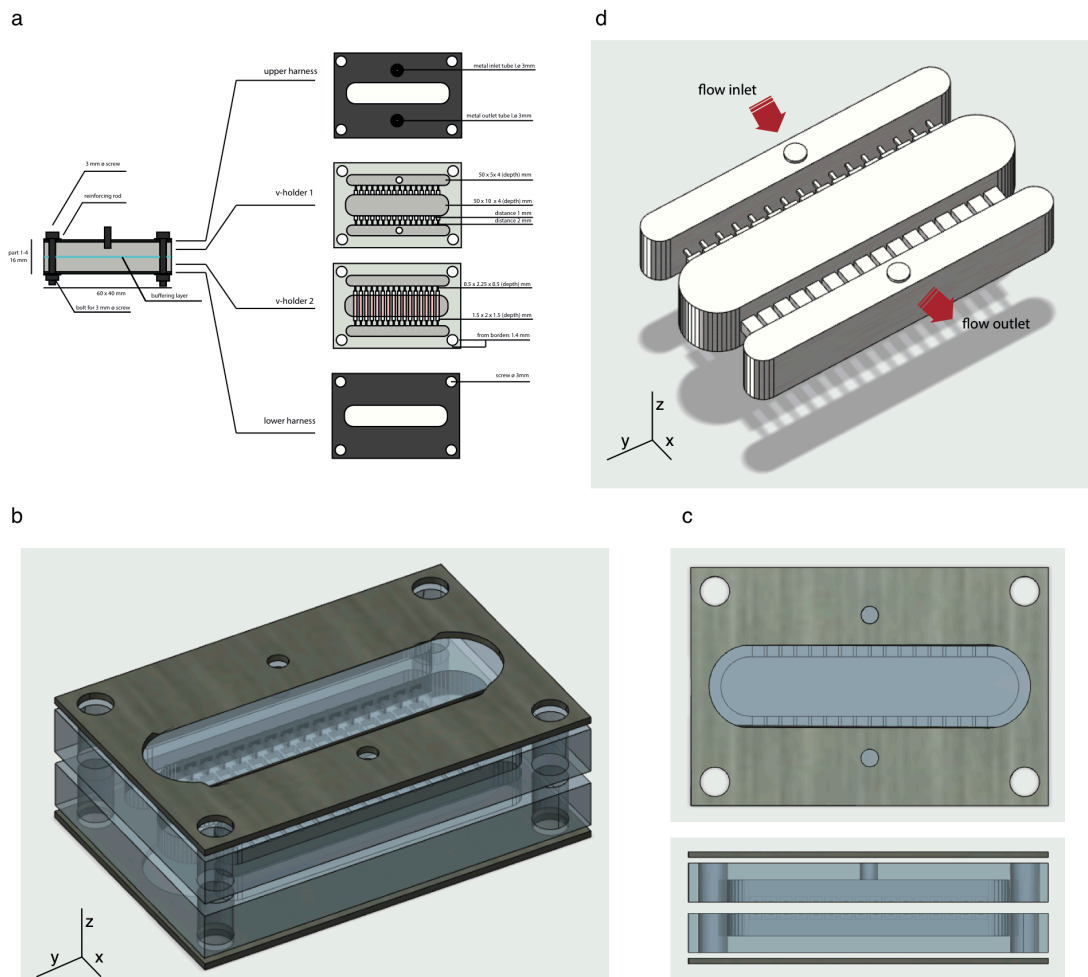 a
upper harness
metal inlet tube i.ø 3mm
metal outlet tube i.ø 3mm
3 mm ø screw
reinforcing rod
v-holder 1
50 x 5x 4 (depth) mm
50 x 10 x 4 (depth) mm
distance 1 mm
distance 2 mm
part 1-4
16 mm
60 x 40 mm
buffering layer
bolt for 3 mm ø screw
v-holder 2
0.5 x 2.25 x 0.5 (depth) mm
1.5 x 2 x 1.5 (depth) mm
from borders 1.4 mm
screw ø 3mm
lower harness
d
flow inlet
flow outlet
z
y
x
b
z
y
x
c